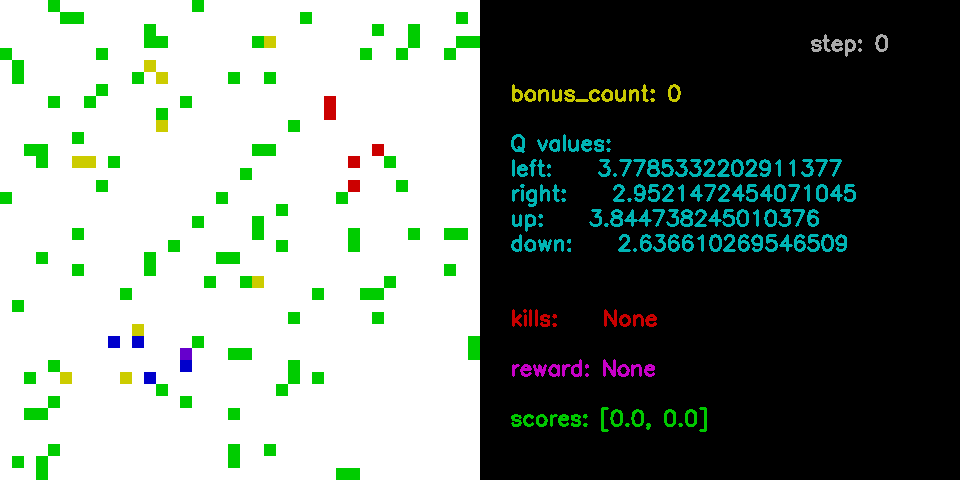 step: 0
bonus_count: 0
Q values:
left: 3.7785332202911377
right: 2.9521472454071045
up: 3.844738245010376
down: 2.636610269546509
kills: None
reward: None
scores: [0.0, 0.0]